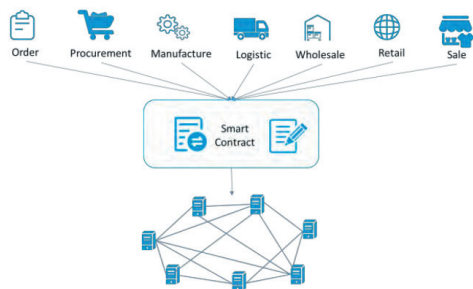 Order
Procurement
Manufacture
Logistic
Wholesale
Retail
Sale
Smart
Contract